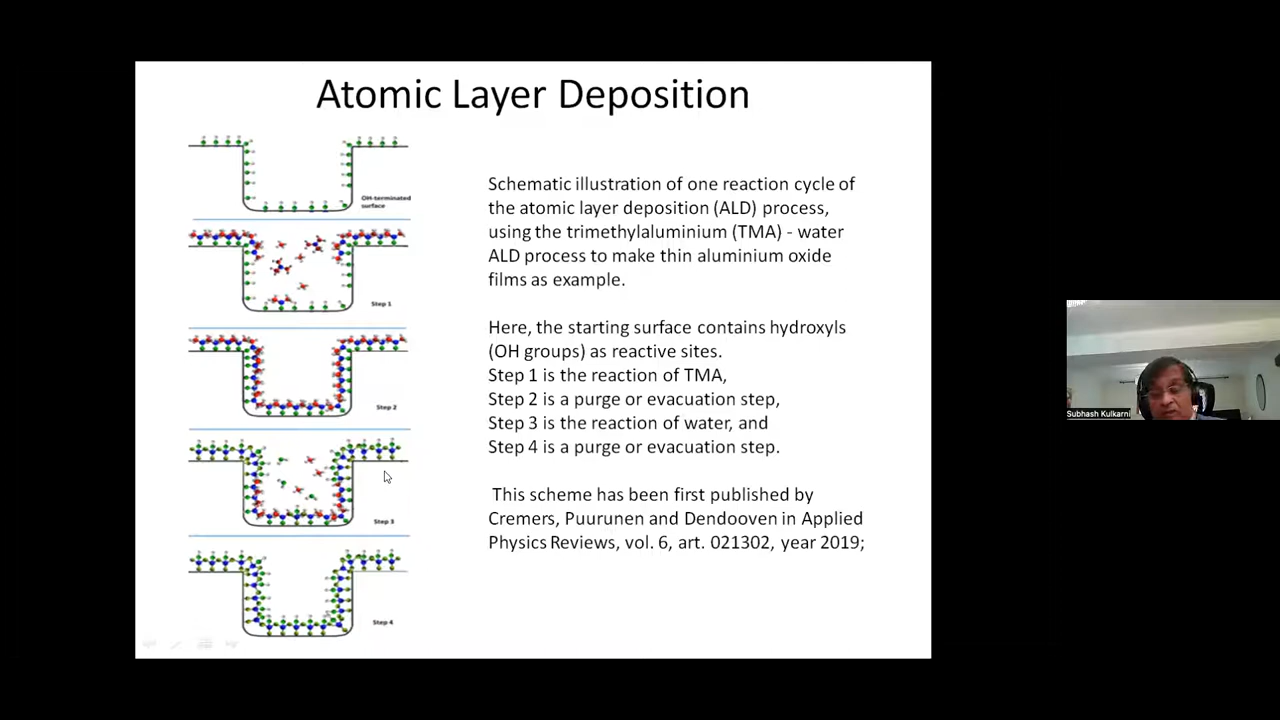 Atomic Layer Deposition
OH-terminated
surface
Step 1
Step 2
Step 3
Step 4
Schematic illustration of one reaction cycle of
the atomic layer deposition (ALD) process,
using the trimethylaluminium (TMA) - water
ALD process to make thin aluminium oxide
films as example.
Here, the starting surface contains hydroxyls
(OH groups) as reactive sites.
Step 1 is the reaction of TMA,
Step 2 is a purge or evacuation step,
Step 3 is the reaction of water, and
Step 4 is a purge or evacuation step.
This scheme has been first published by
Cremers, Puurunen and Dendooven in Applied
Physics Reviews, vol. 6, art. 021302, year 2019;
Subhash Kulkarni